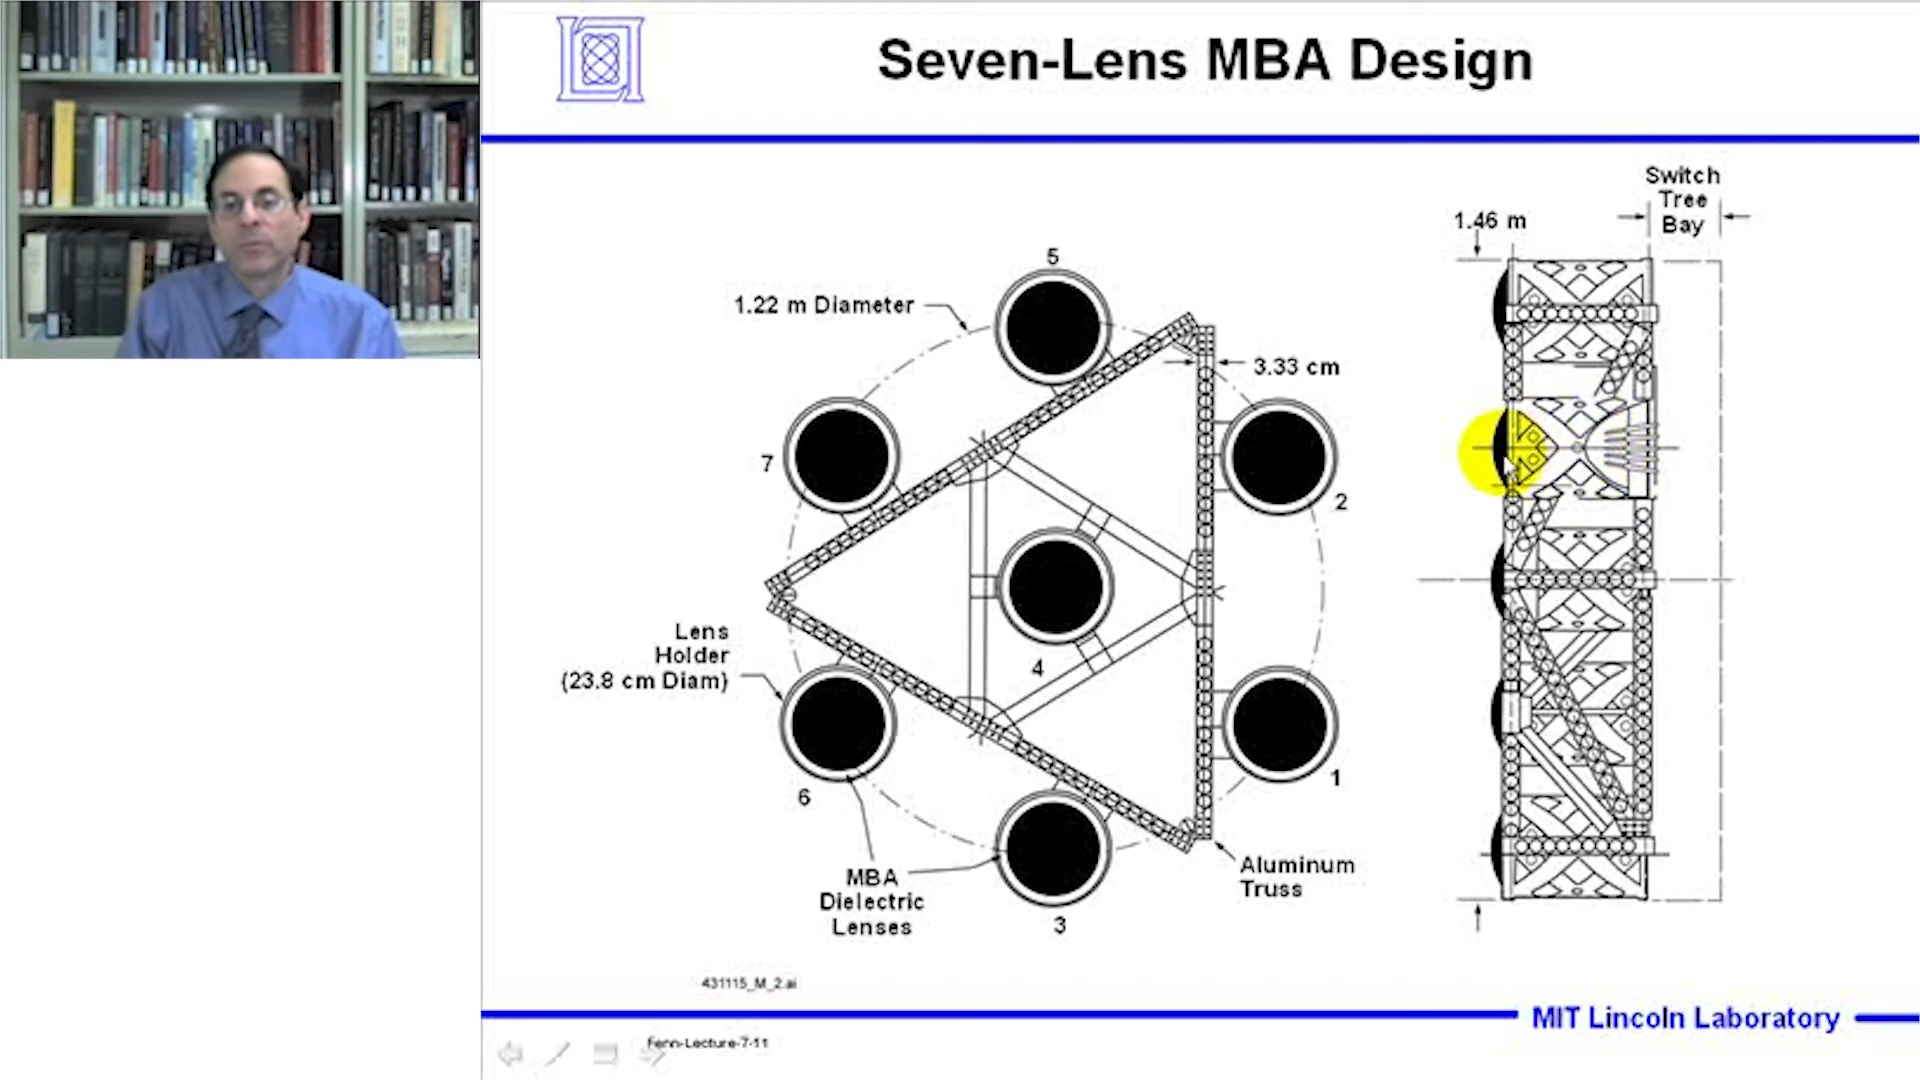 Seven-Lens MBA Design
Switch
Tree
Bay
1.46 m
5
1.22 m Diameter
3.33 cm
7
2
Lens
Holder
(23.8 cm Diam)
4
6
1
MBA
Dielectric
Lenses
Aluminum
Truss
3
431115_M_2.ai
MIT Lincoln Laboratory
Fenn-Lecture-7-11